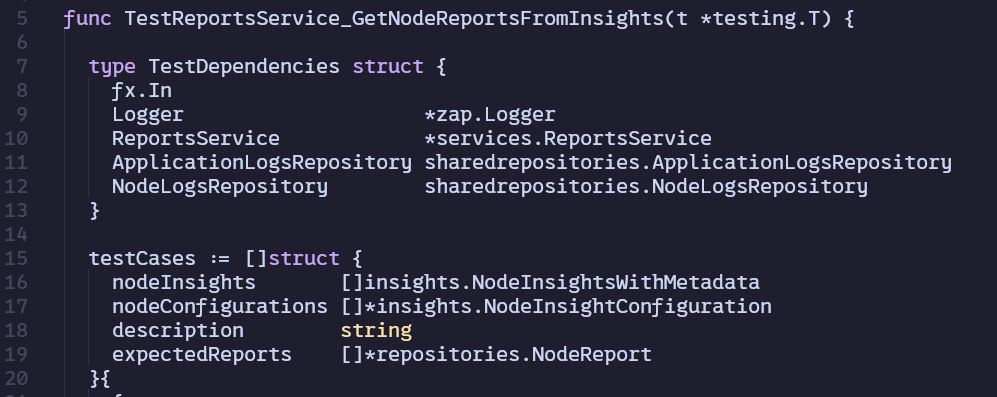 5 func TestReportsService_GetNodeReportsFromInsights(t *testing.T) {
6
7 type TestDependencies struct {
8 fx.In
9 Logger *zap.Logger
10 ReportsService *services.ReportsService
11 ApplicationLogsRepository sharedrepositories.ApplicationLogsRepository
12 NodeLogsRepository sharedrepositories.NodeLogsRepository
13 }
14
15 testCases := []struct {
16 nodeInsights []insights.NodeInsightsWithMetadata
17 nodeConfigurations []*insights.NodeInsightConfiguration
18 description string
19 expectedReports []*repositories.NodeReport
20 }{